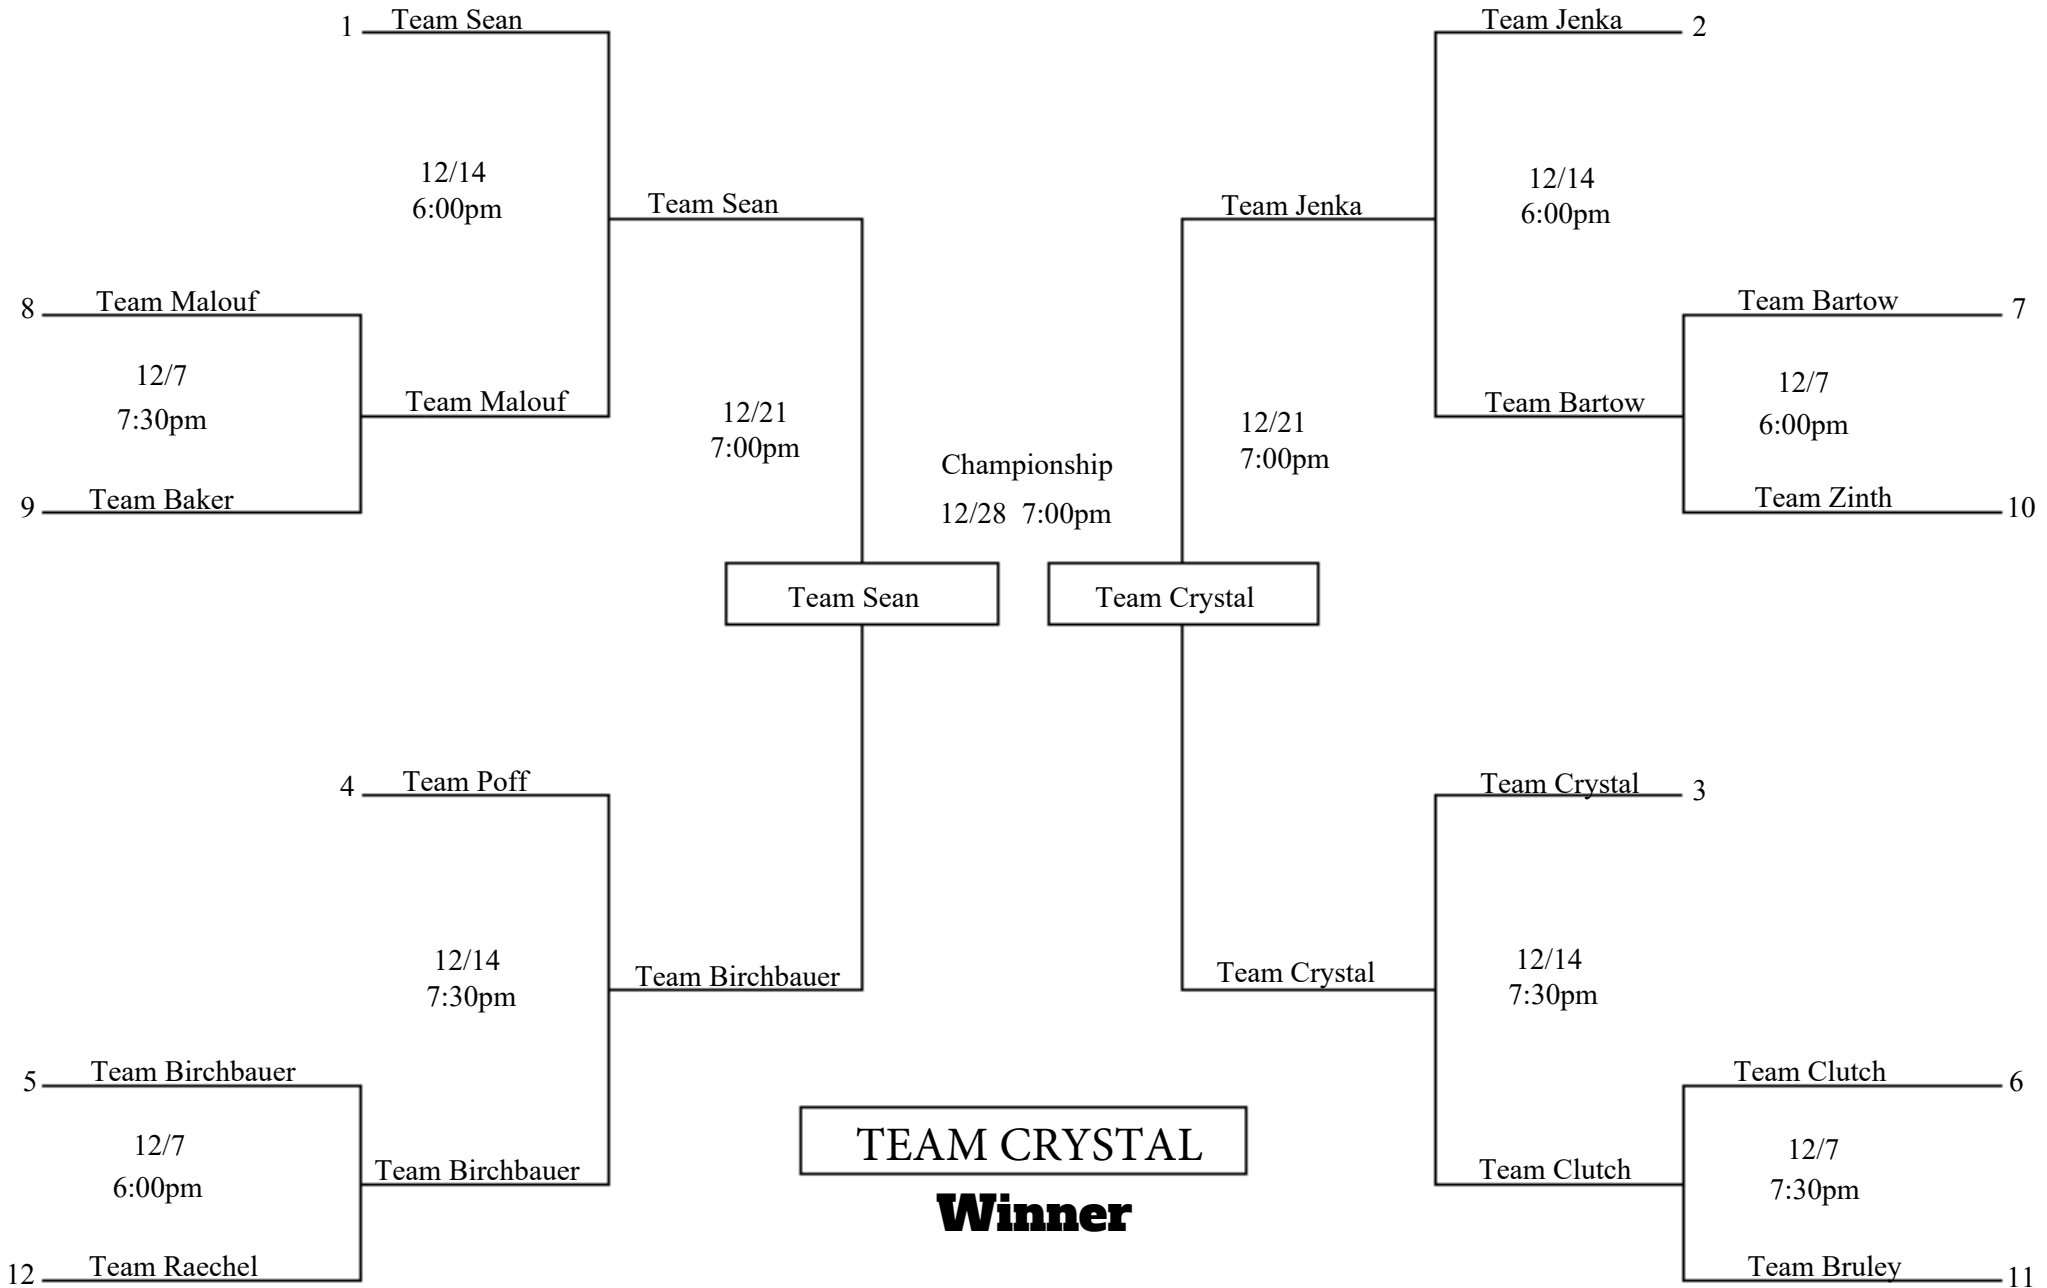 1
Team Sean
Team Jenka
2
12/14
6:00pm
12/14
6:00pm
Team Sean
Team Jenka
8
Team Malouf
Team Bartow
7
12/7
7:30pm
12/7
6:00pm
Team Malouf
Team Bartow
12/21
7:00pm
12/21
7:00pm
Championship
12/28 7:00pm
9
Team Baker
Team Zinth
10
Team Sean
Team Crystal
4
Team Poff
Team Crystal
3
12/14
7:30pm
12/14
7:30pm
Team Birchbauer
Team Crystal
5
Team Birchbauer
Team Clutch
6
12/7
6:00pm
12/7
7:30pm
Team Birchbauer
Team Clutch
TEAM CRYSTAL
Winner
12
Team Raechel
Team Bruley
11